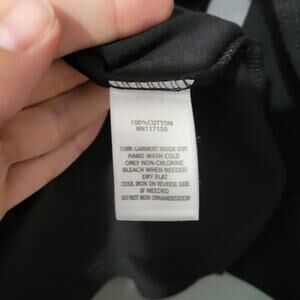 100%COTTON
RN117150
TURN GARMENT INSIDE OUT
HAND WASH COLD
ONLY NON-CHLORINE
BLEACH WHEN NEEDED
DRY FLAT
COOL IRON ON REVERSE SIDE
IF NEEDED
DO NOT IRON ORNAMENTATION